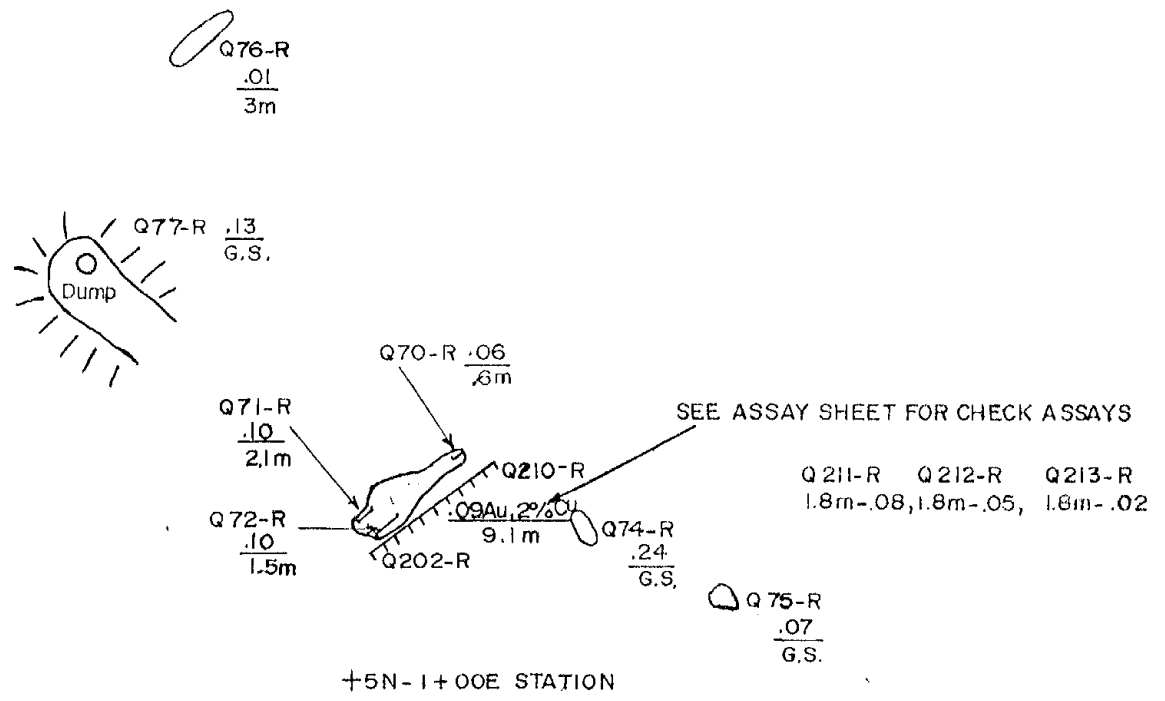 Q76-R
.01
3m
Q77-R .13
G.S.
Dump
Q70-R .06
.6m
Q71-R
.10
2.1m
SEE ASSAY SHEET FOR CHECK ASSAYS
Q210-R
Q211-R Q212-R Q213-R
1.8m-.08, 1.8m-.05, 1.8m-.02
.09Au, .2%Cu
9.1m
Q72-R
.10
1.5m
Q202-R
Q74-R
.24
G.S.
Q75-R
.07
G.S.
+5N-1+00E STATION